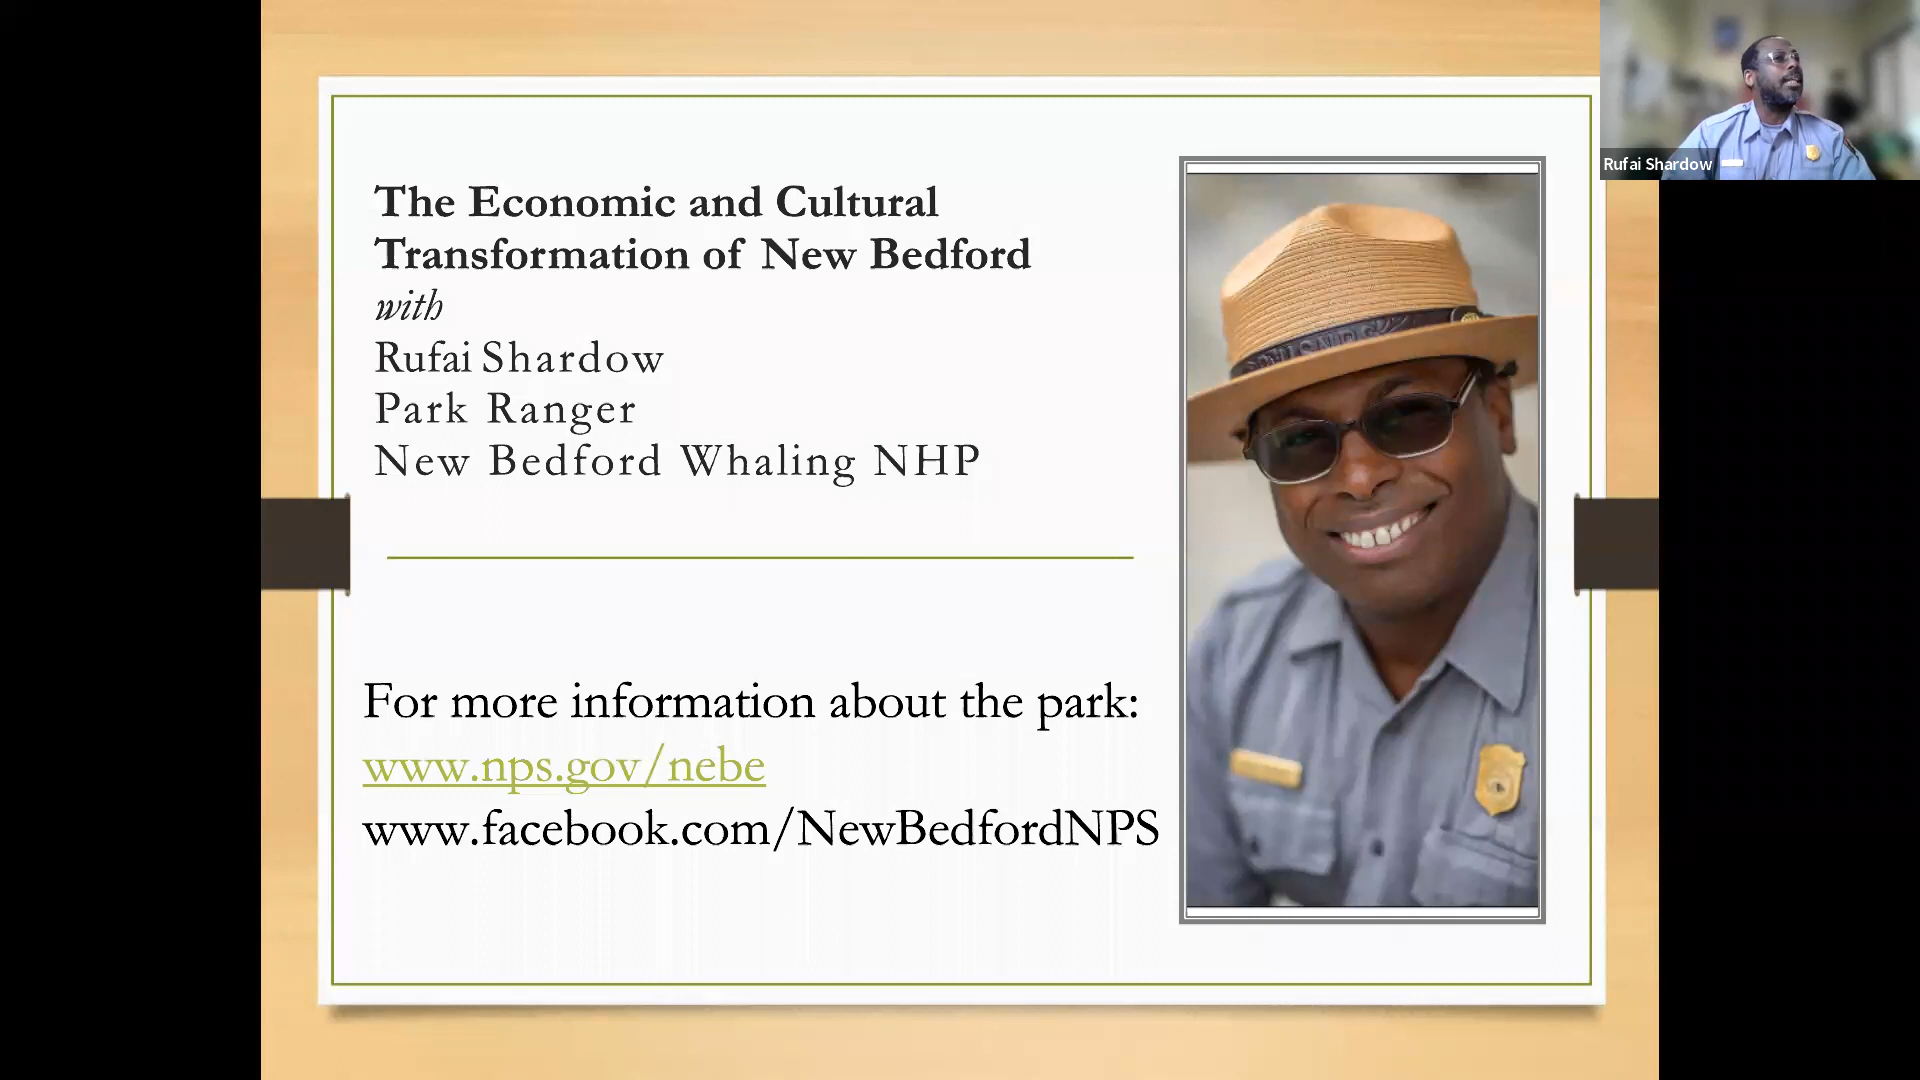 The Economic and Cultural
Transformation of New Bedford
with
Rufai Shardow
Park Ranger
New Bedford Whaling NHP
For more information about the park:
www.nps.gov/nebe
www.facebook.com/NewBedfordNPS
Rufai Shardow